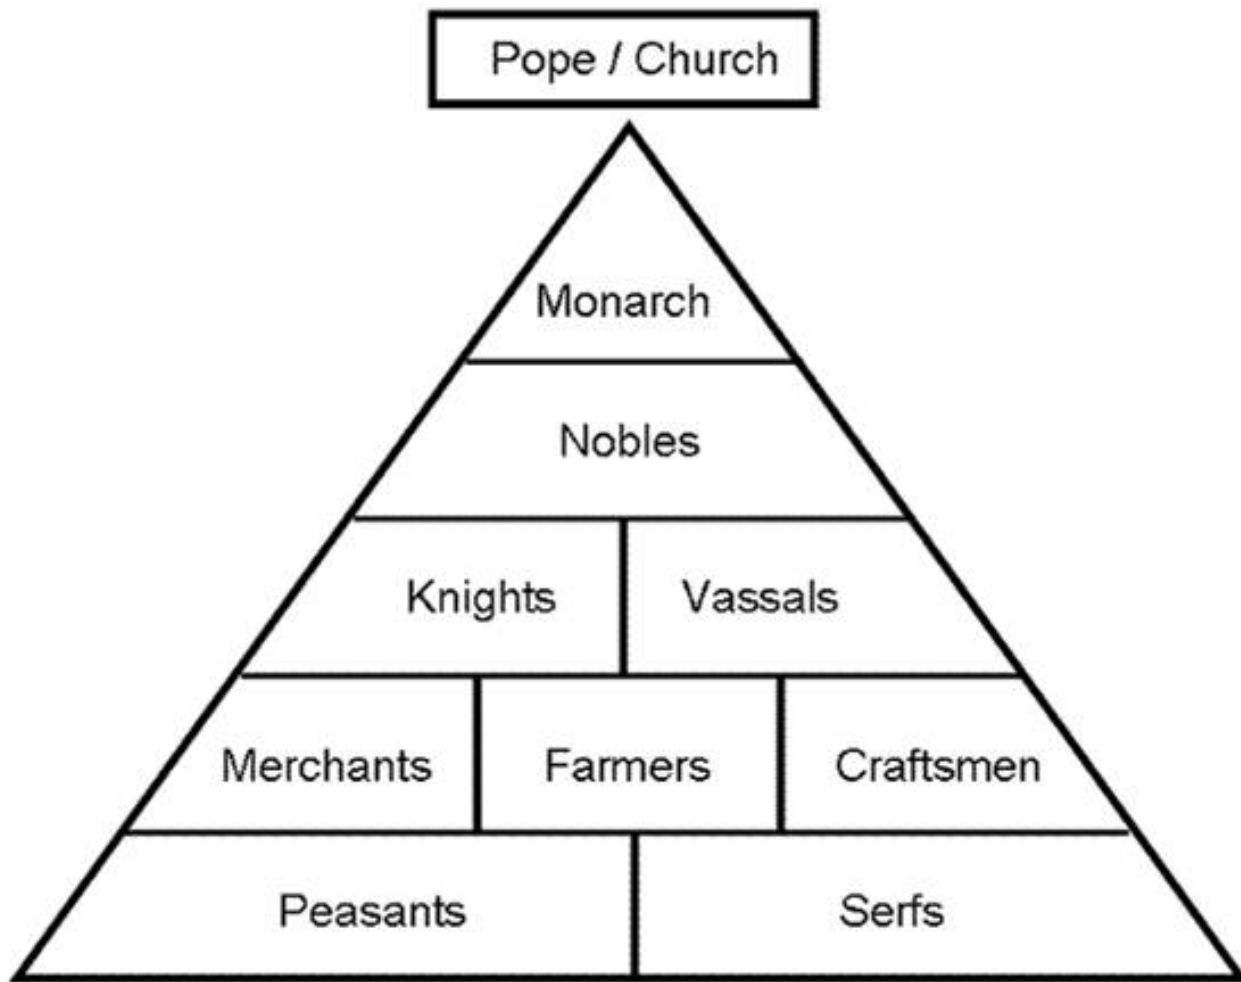 Pope / Church
Monarch
Nobles
Knights Vassals
Merchants Farmers Craftsmen
Peasants Serfs